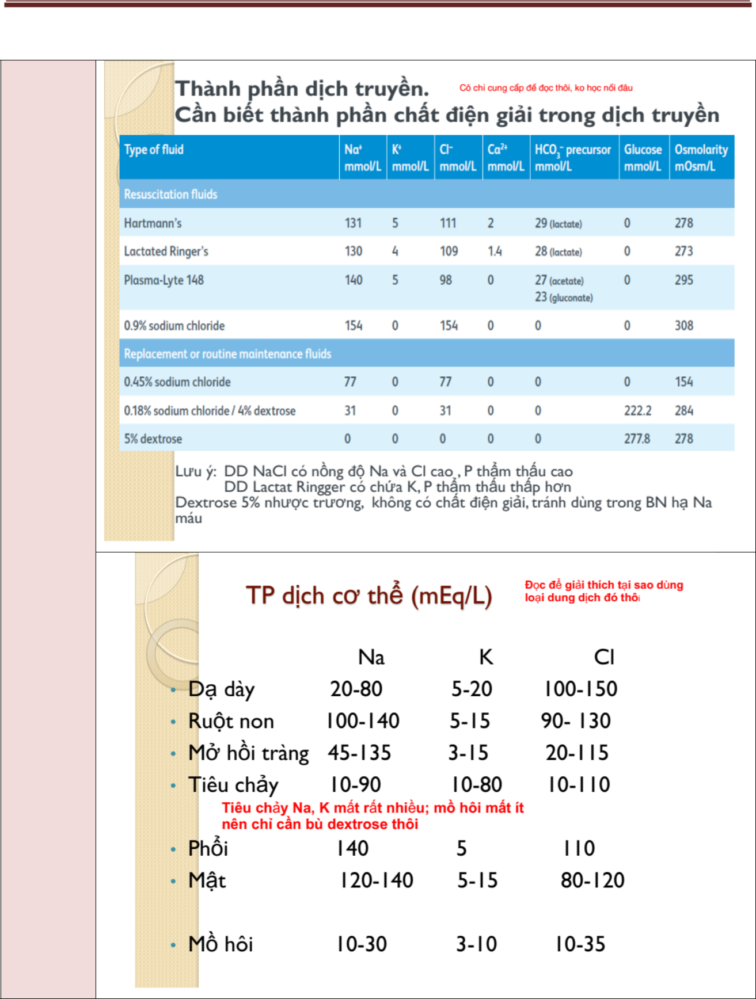 Thành phần dịch truyền.
Cô chỉ cung cấp để đọc thôi, ko học nổi đâu
Cần biết thành phần chất điện giải trong dịch truyền
Type of fluid Na⁺ mmol/L K⁺ mmol/L Cl⁻ mmol/L Ca²⁺ mmol/L HCO₃⁻ precursor mmol/L Glucose mmol/L Osmolarity mOsm/L
Resuscitation fluids
Hartmann's 131 5 111 2 29 (lactate) 0 278
Lactated Ringer's 130 4 109 1.4 28 (lactate) 0 273
Plasma-Lyte 148 140 5 98 0 27 (acetate) 23 (gluconate) 0 295
0.9% sodium chloride 154 0 154 0 0 0 308
Replacement or routine maintenance fluids
0.45% sodium chloride 77 0 77 0 0 0 154
0.18% sodium chloride / 4% dextrose 31 0 31 0 0 222.2 284
5% dextrose 0 0 0 0 0 277.8 278
Lưu ý: DD NaCl có nồng độ Na và Cl cao , P thẩm thấu cao
DD Lactat Ringger có chứa K, P thẩm thấu thấp hơn
Dextrose 5% nhược trương, không có chất điện giải, tránh dùng trong BN hạ Na
máu
TP dịch cơ thể (mEq/L)
Đọc để giải thích tại sao dùng
loại dung dịch đó thôi
Na K Cl
• Dạ dày 20-80 5-20 100-150
• Ruột non 100-140 5-15 90- 130
• Mở hồi tràng 45-135 3-15 20-115
• Tiêu chảy 10-90 10-80 10-110
Tiêu chảy Na, K mất rất nhiều; mồ hôi mất ít
nên chỉ cần bù dextrose thôi
• Phổi 140 5 110
• Mật 120-140 5-15 80-120
• Mồ hôi 10-30 3-10 10-35